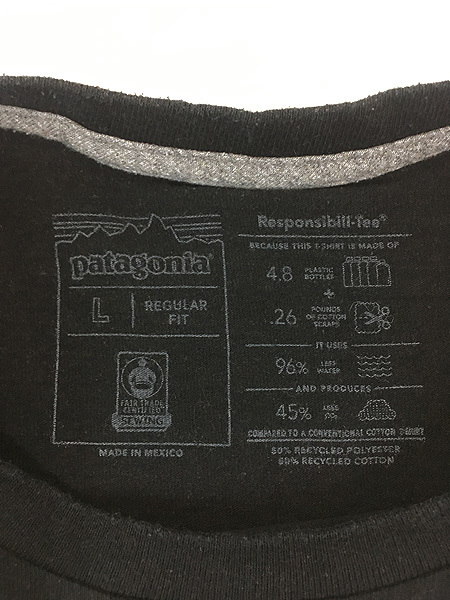 patagonia®
L
REGULAR
FIT
FAIR TRADE
CERTIFIED™
SEWING
MADE IN MEXICO
Responsibili-Tee®
BECAUSE THIS T-SHIRT IS MADE OF
4.8 PLASTIC
BOTTLES
+
.26 POUNDS
OF COTTON
SCRAPS
IT USES
96% LESS
WATER
AND PRODUCES
45% LESS
CO₂
COMPARED TO A CONVENTIONAL COTTON T-SHIRT
50% RECYCLED POLYESTER
50% RECYCLED COTTON